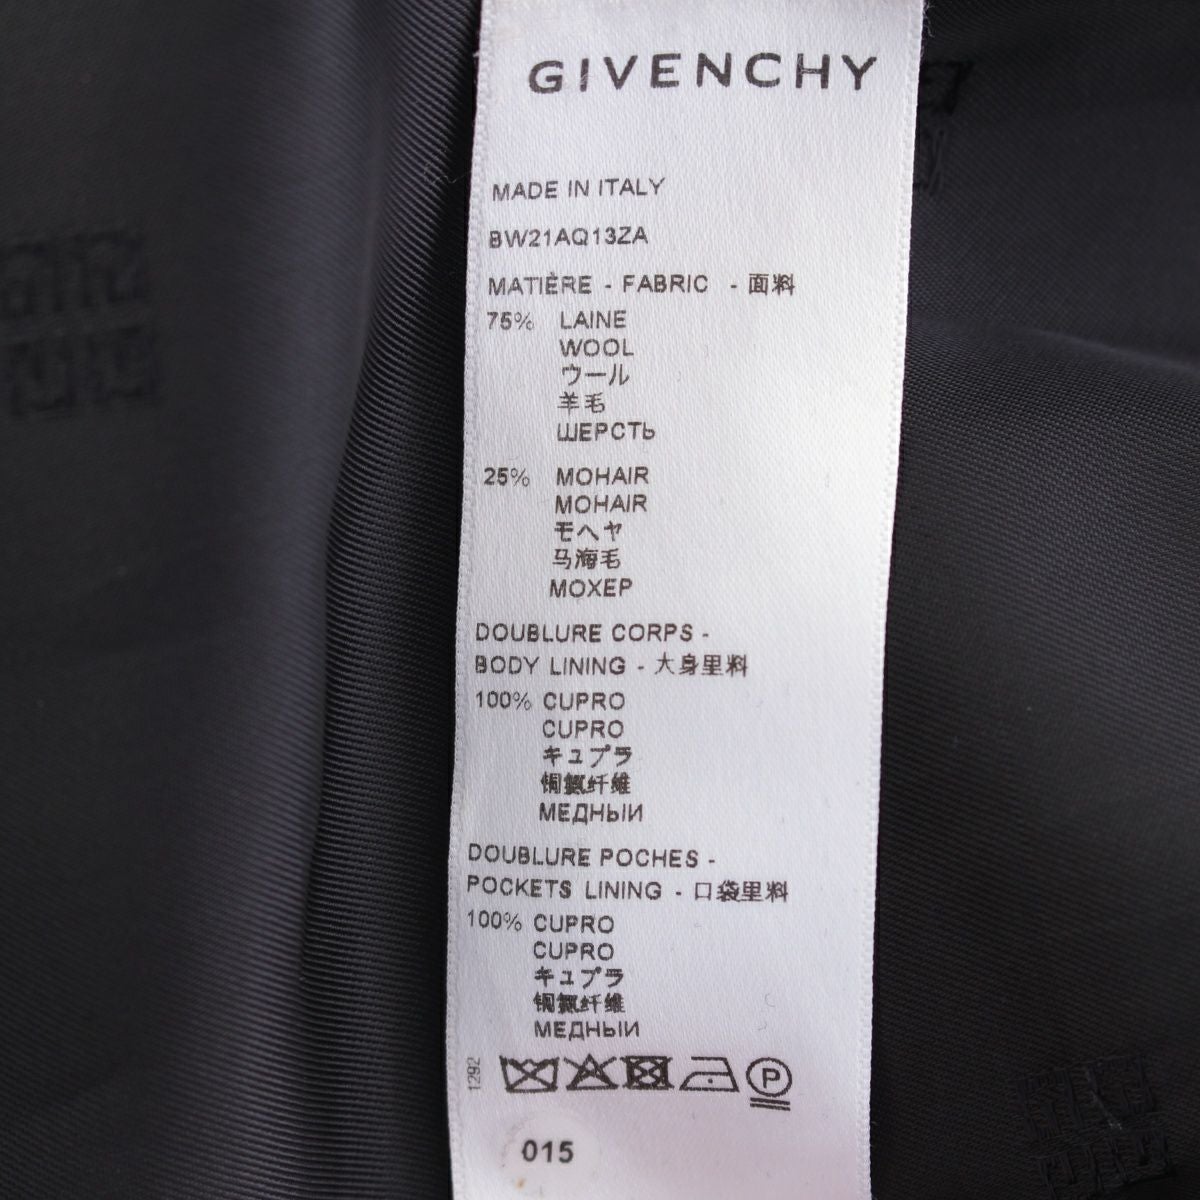 GIVENCHY
MADE IN ITALY
BW21AQ13ZA
MATIÈRE - FABRIC - 面料
75% LAINE
WOOL
ウール
羊毛
ШЕРСТЬ
25% MOHAIR
MOHAIR
モヘヤ
马海毛
МОХЕР
DOUBLURE CORPS -
BODY LINING - 大身里料
100% CUPRO
CUPRO
キュプラ
铜氨纤维
МЕДНЫЙ
DOUBLURE POCHES -
POCKETS LINING - 口袋里料
100% CUPRO
CUPRO
キュプラ
铜氨纤维
МЕДНЫЙ
1292
P
015